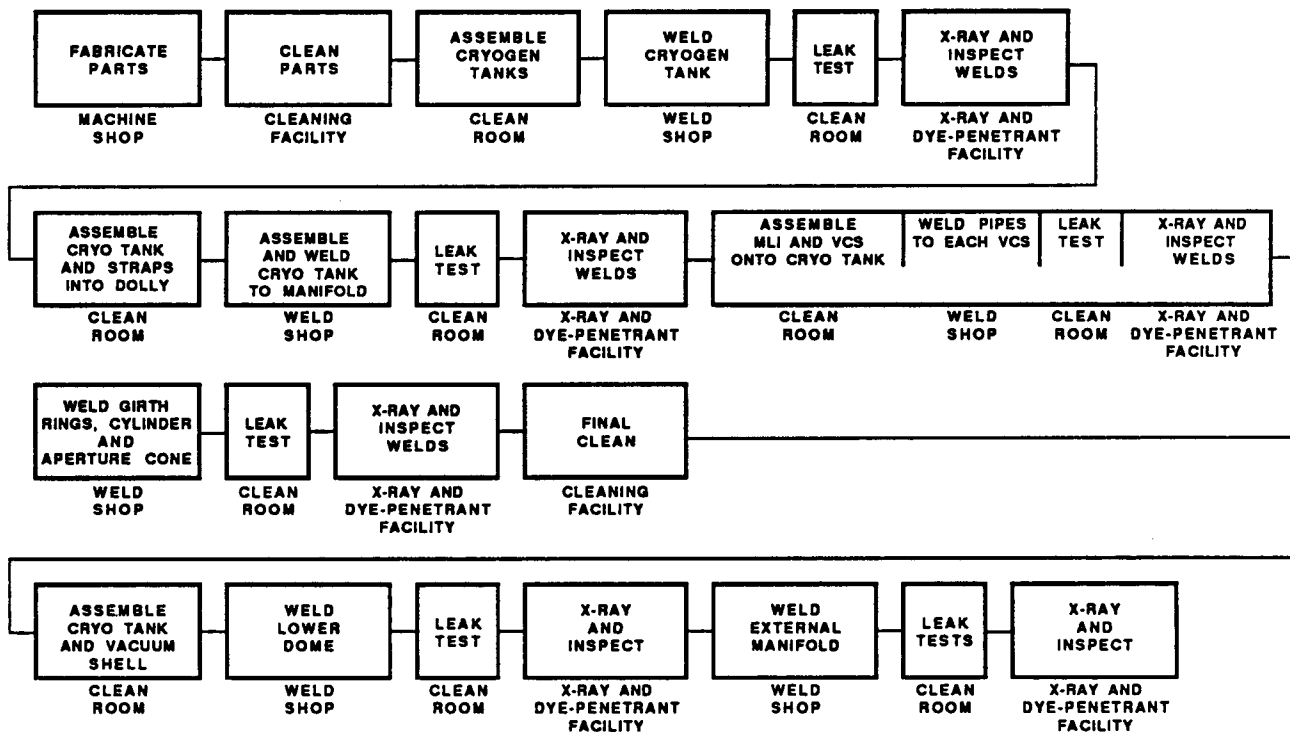 FABRICATE
PARTS
MACHINE
SHOP
CLEAN
PARTS
CLEANING
FACILITY
ASSEMBLE
CRYOGEN
TANKS
CLEAN
ROOM
WELD
CRYOGEN
TANK
WELD
SHOP
LEAK
TEST
CLEAN
ROOM
X-RAY AND
INSPECT
WELDS
X-RAY AND
DYE-PENETRANT
FACILITY
ASSEMBLE
CRYO TANK
AND STRAPS
INTO DOLLY
CLEAN
ROOM
ASSEMBLE
AND WELD
CRYO TANK
TO MANIFOLD
WELD
SHOP
LEAK
TEST
CLEAN
ROOM
X-RAY AND
INSPECT
WELDS
X-RAY AND
DYE-PENETRANT
FACILITY
ASSEMBLE
MLI AND VCS
ONTO CRYO TANK
CLEAN
ROOM
WELD PIPES
TO EACH VCS
WELD
SHOP
LEAK
TEST
CLEAN
ROOM
X-RAY AND
INSPECT
WELDS
X-RAY AND
DYE-PENETRANT
FACILITY
WELD GIRTH
RINGS, CYLINDER
AND
APERTURE CONE
WELD
SHOP
LEAK
TEST
CLEAN
ROOM
X-RAY AND
INSPECT
WELDS
X-RAY AND
DYE-PENETRANT
FACILITY
FINAL
CLEAN
CLEANING
FACILITY
ASSEMBLE
CRYO TANK
AND VACUUM
SHELL
CLEAN
ROOM
WELD
LOWER
DOME
WELD
SHOP
LEAK
TEST
CLEAN
ROOM
X-RAY
AND
INSPECT
X-RAY AND
DYE-PENETRANT
FACILITY
WELD
EXTERNAL
MANIFOLD
WELD
SHOP
LEAK
TESTS
CLEAN
ROOM
X-RAY
AND
INSPECT
X-RAY AND
DYE-PENETRANT
FACILITY